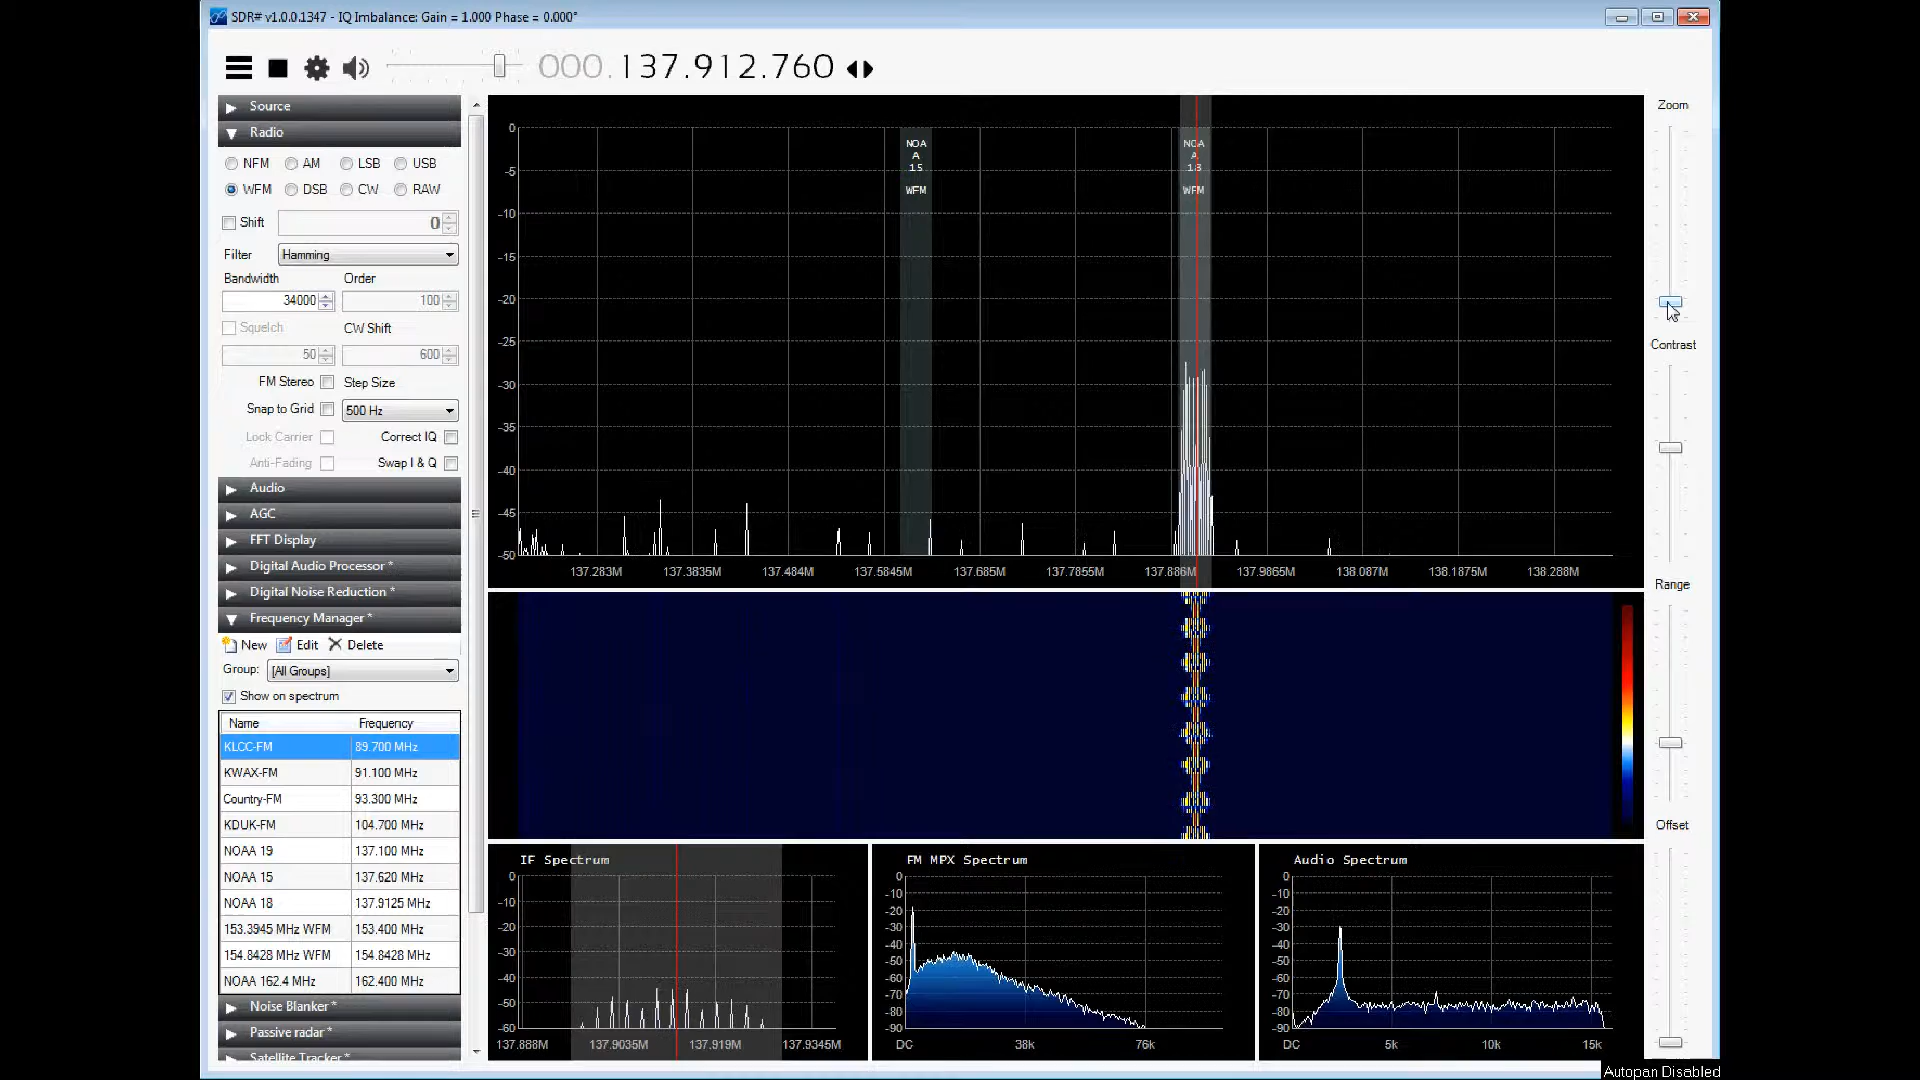 SDR# v1.0.0.1347 - IQ Imbalance: Gain = 1.000 Phase = 0.000°
000.137.912.760
Source
Radio
NFM AM LSB USB
WFM DSB CW RAW
Shift 0
Filter Hamming
Bandwidth Order
34000 100
Squelch CW Shift
50 600
FM Stereo Step Size
Snap to Grid 500 Hz
Lock Carrier Correct IQ
Anti-Fading Swap I & Q
Audio
AGC
FFT Display
Digital Audio Processor *
Digital Noise Reduction *
Frequency Manager *
New Edit Delete
Group: [All Groups]
Show on spectrum
Name Frequency
KLCC-FM 89.700 MHz
KWAX-FM 91.100 MHz
Country-FM 93.300 MHz
KDUK-FM 104.700 MHz
NOAA 19 137.100 MHz
NOAA 15 137.620 MHz
NOAA 18 137.9125 MHz
153.3945 MHz WFM 153.400 MHz
154.8428 MHz WFM 154.8428 MHz
NOAA 162.4 MHz 162.400 MHz
Noise Blanker *
Passive radar *
Satellite Tracker *
0
-5
-10
-15
-20
-25
-30
-35
-40
-45
-50
NOA
A
15
WFM
NOA
A
18
WFM
137.283M 137.3835M 137.484M 137.5845M 137.685M 137.7855M 137.886M 137.9865M 138.087M 138.1875M 138.288M
IF Spectrum
0
-10
-20
-30
-40
-50
-60
137.888M 137.9035M 137.919M 137.9345M
FM MPX Spectrum
0
-10
-20
-30
-40
-50
-60
-70
-80
-90
DC 38k 76k
Audio Spectrum
0
-10
-20
-30
-40
-50
-60
-70
-80
-90
DC 5k 10k 15k
Zoom
Contrast
Range
Offset
Autopan Disabled